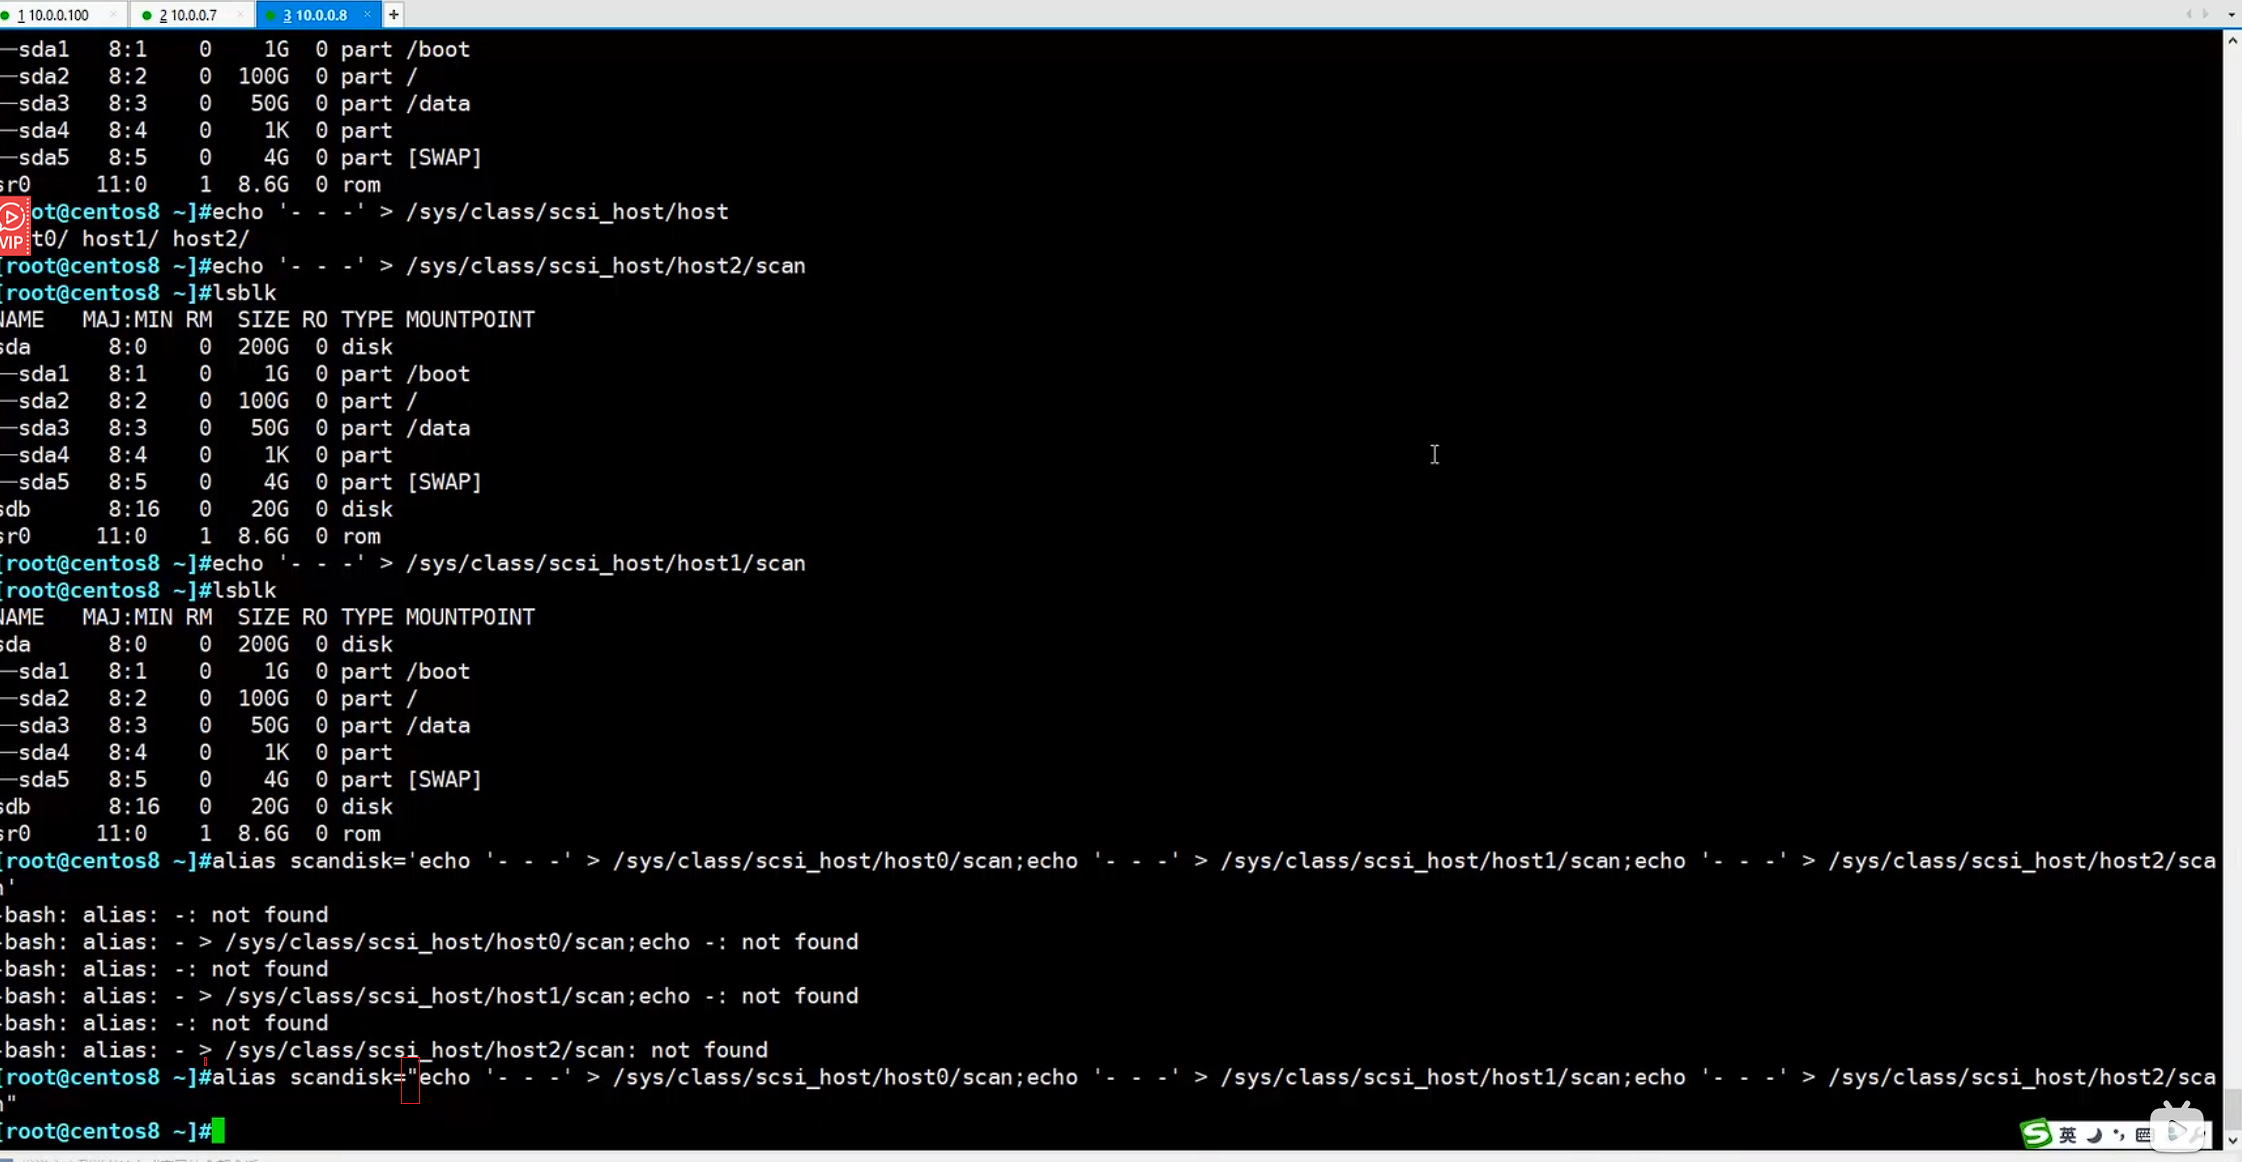 1 10.0.0.100 × 2 10.0.0.7 × 3 10.0.0.8 × +
─sda1   8:1    0    1G  0 part /boot
─sda2   8:2    0  100G  0 part /
─sda3   8:3    0   50G  0 part /data
─sda4   8:4    0    1K  0 part
─sda5   8:5    0    4G  0 part [SWAP]
sr0     11:0    1  8.6G  0 rom
ot@centos8 ~]#echo '- - -' > /sys/class/scsi_host/host
VIP
t0/ host1/ host2/
[root@centos8 ~]#echo '- - -' > /sys/class/scsi_host/host2/scan
[root@centos8 ~]#lsblk
NAME   MAJ:MIN RM   SIZE RO TYPE MOUNTPOINT
sda      8:0    0  200G  0 disk
─sda1   8:1    0    1G  0 part /boot
─sda2   8:2    0  100G  0 part /
─sda3   8:3    0   50G  0 part /data
─sda4   8:4    0    1K  0 part
─sda5   8:5    0    4G  0 part [SWAP]
sdb      8:16   0   20G  0 disk
sr0     11:0    1  8.6G  0 rom
[root@centos8 ~]#echo '- - -' > /sys/class/scsi_host/host1/scan
[root@centos8 ~]#lsblk
NAME   MAJ:MIN RM   SIZE RO TYPE MOUNTPOINT
sda      8:0    0  200G  0 disk
─sda1   8:1    0    1G  0 part /boot
─sda2   8:2    0  100G  0 part /
─sda3   8:3    0   50G  0 part /data
─sda4   8:4    0    1K  0 part
─sda5   8:5    0    4G  0 part [SWAP]
sdb      8:16   0   20G  0 disk
sr0     11:0    1  8.6G  0 rom
[root@centos8 ~]#alias scandisk='echo '- - -' > /sys/class/scsi_host/host0/scan;echo '- - -' > /sys/class/scsi_host/host1/scan;echo '- - -' > /sys/class/scsi_host/host2/sca
n'
-bash: alias: -: not found
-bash: alias: - > /sys/class/scsi_host/host0/scan;echo -: not found
-bash: alias: -: not found
-bash: alias: - > /sys/class/scsi_host/host1/scan;echo -: not found
-bash: alias: -: not found
-bash: alias: - > /sys/class/scsi_host/host2/scan: not found
[root@centos8 ~]#alias scandisk="echo '- - -' > /sys/class/scsi_host/host0/scan;echo '- - -' > /sys/class/scsi_host/host1/scan;echo '- - -' > /sys/class/scsi_host/host2/sca
n"
[root@centos8 ~]#
英